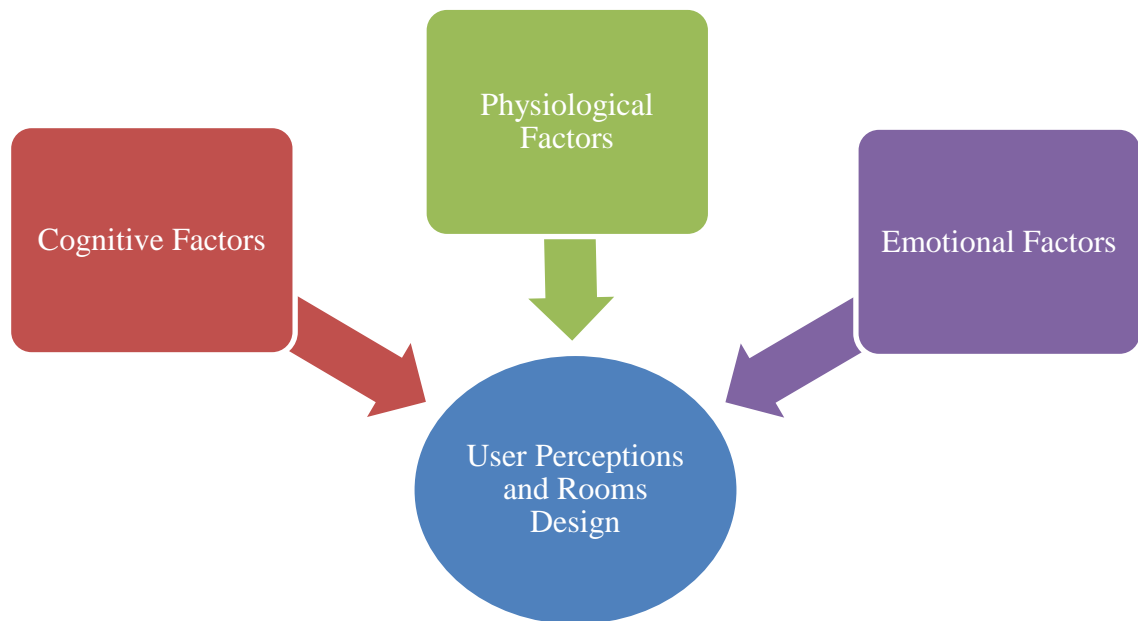 Physiological
Factors
Cognitive Factors
Emotional Factors
User Perceptions
and Rooms
Design